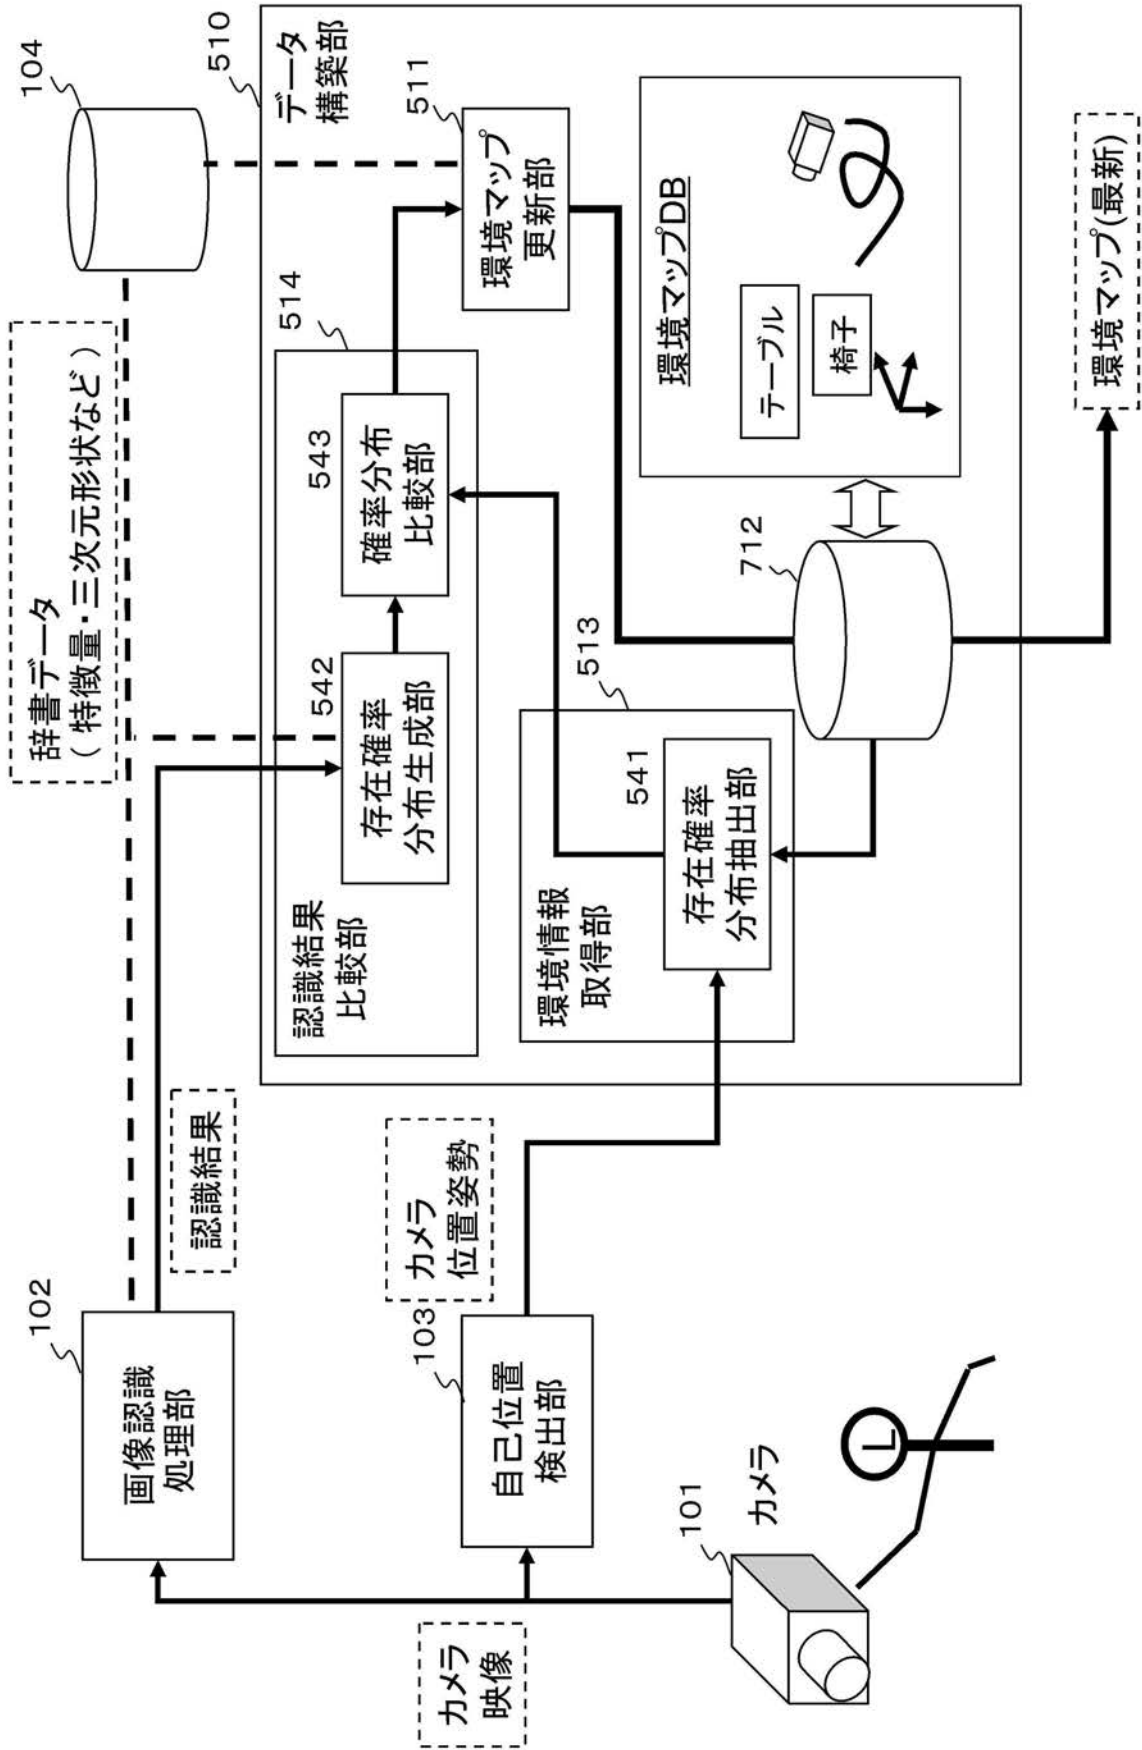 104
辞書データ
（特徴量・三次元形状など）
510
データ
構築部
511
環境マップ
更新部
514
543
確率分布
比較部
542
存在確率
分布生成部
認識結果
比較部
102
画像認識
処理部
認識結果
カメラ
位置姿勢
103
自己位置
検出部
カメラ
映像
101
カメラ
L
513
環境情報
取得部
541
存在確率
分布抽出部
712
環境マップDB
テーブル
椅子
環境マップ(最新)